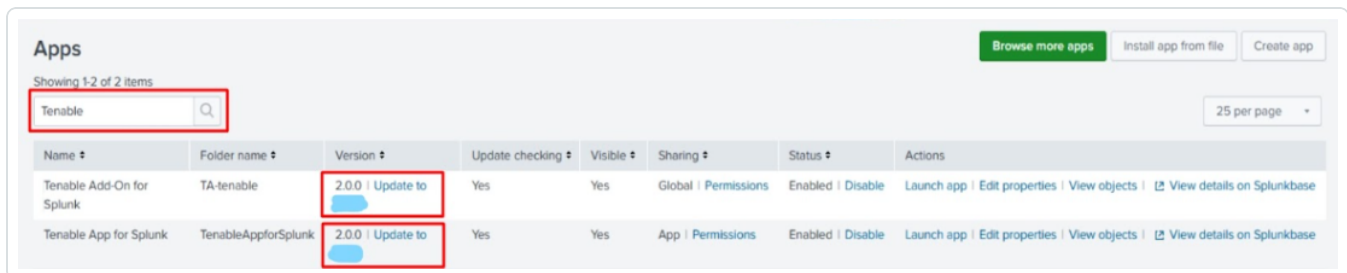 Apps
Browse more apps
Install app from file
Create app
Showing 1-2 of 2 items
Tenable
25 per page
Name Folder name Version Update checking Visible Sharing Status Actions
Tenable Add-On for Splunk TA-tenable 2.0.0 | Update to Yes Yes Global | Permissions Enabled | Disable Launch app | Edit properties | View objects | View details on Splunkbase
Tenable App for Splunk TenableAppforSplunk 2.0.0 | Update to Yes Yes App | Permissions Enabled | Disable Launch app | Edit properties | View objects | View details on Splunkbase